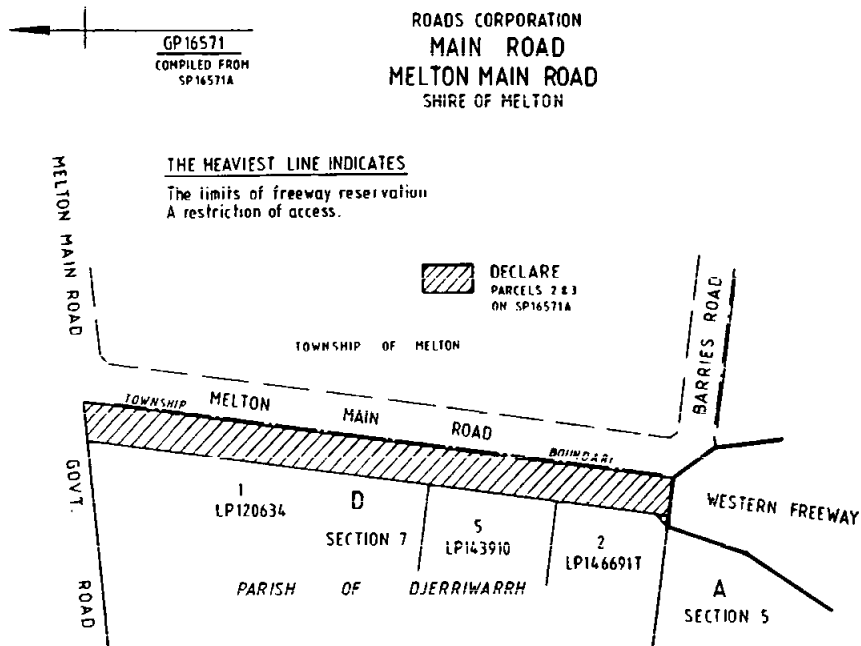 GP16571
COMPILED FROM
SP16571A
ROADS CORPORATION
MAIN ROAD
MELTON MAIN ROAD
SHIRE OF MELTON
THE HEAVIEST LINE INDICATES
The limits of freeway reservation
A restriction of access.
MELTON MAIN ROAD
DECLARE
PARCELS 2 & 3
ON SP16571A
TOWNSHIP OF MELTON
BARRIES ROAD
TOWNSHIP
MELTON MAIN ROAD
BOUNDARY
GOVT. ROAD
1
LP120634
D
SECTION 7
5
LP143910
2
LP146691T
WESTERN FREEWAY
PARISH OF DJERRIWARRH
A
SECTION 5